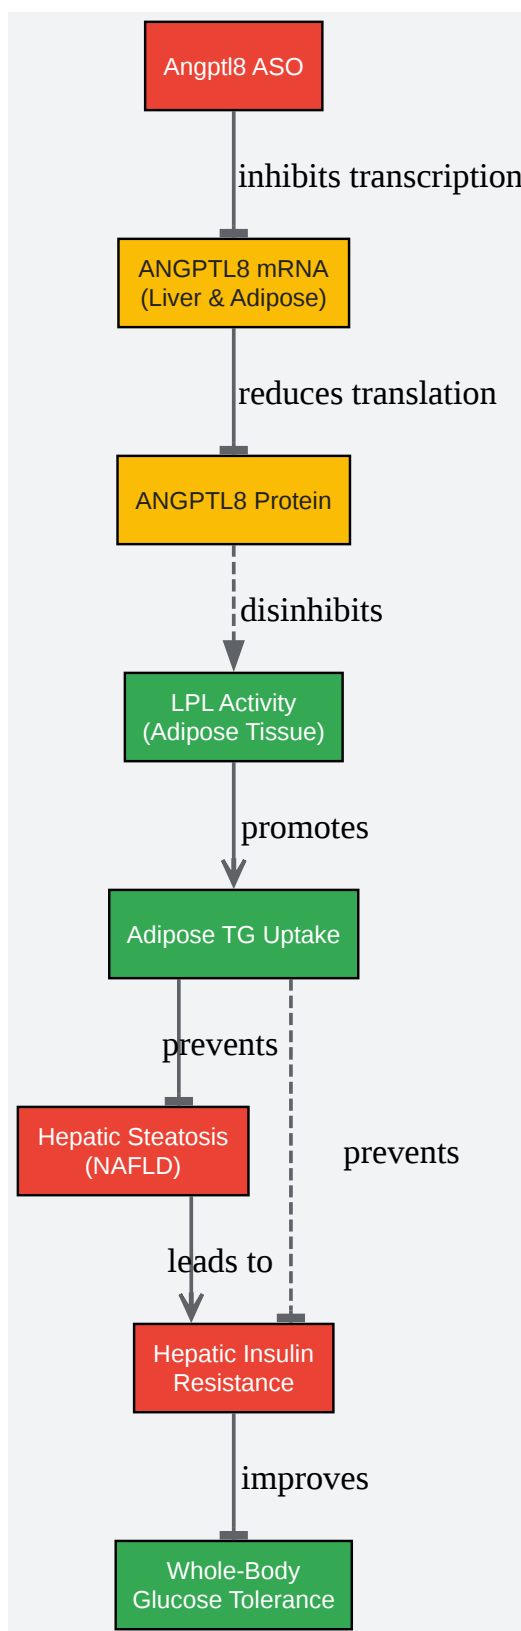 Angptl8 ASO
inhibits transcription
ANGPTL8 mRNA
(Liver & Adipose)
reduces translation
ANGPTL8 Protein
disinhibits
LPL Activity
(Adipose Tissue)
promotes
Adipose TG Uptake
prevents
Hepatic Steatosis
(NAFLD)
prevents
leads to
Hepatic Insulin
Resistance
improves
Whole-Body
Glucose Tolerance